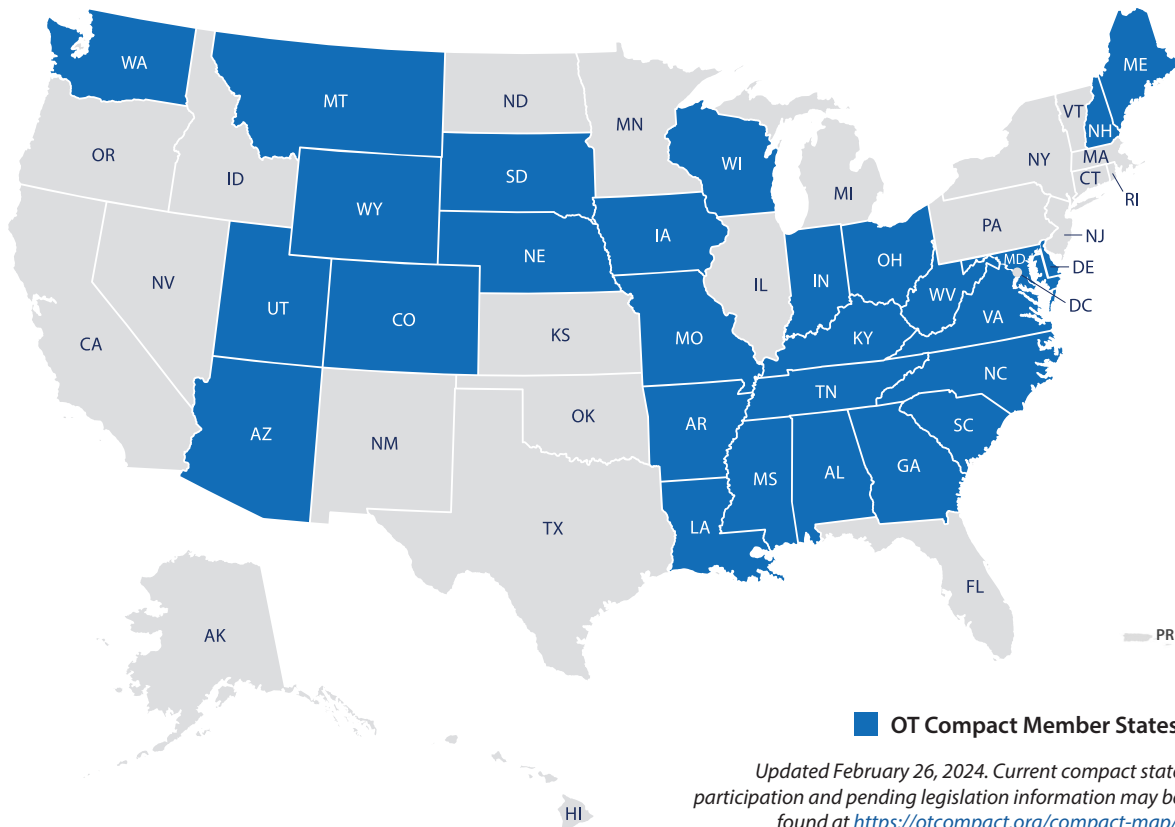 WA
MT
ND
MN
ME
VT
NH
OR
ID
SD
WI
NY
MA
CT
RI
MI
WY
PA
NJ
IA
NE
NV
UT
CO
IL
IN
OH
MD
DE
DC
WV
VA
CA
KS
MO
KY
NC
TN
AZ
NM
OK
AR
SC
MS
AL
GA
TX
LA
FL
AK
PR
HI
OT Compact Member States
Updated February 26, 2024. Current compact state
participation and pending legislation information may be
found at https://otcompact.org/compact-map/